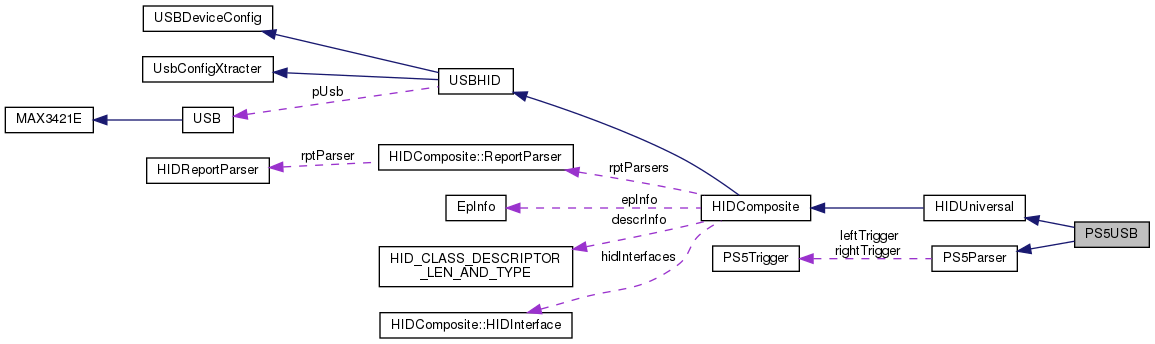 USBDeviceConfig
UsbConfigXtracter
USBHID
pUsb
MAX3421E
USB
HIDReportParser
rptParser
HIDComposite::ReportParser
rptParsers
EpInfo
epInfo
HIDComposite
HIDUniversal
descrInfo
HID_CLASS_DESCRIPTOR
_LEN_AND_TYPE
hidInterfaces
PS5Trigger
leftTrigger
rightTrigger
PS5Parser
PS5USB
HIDComposite::HIDInterface